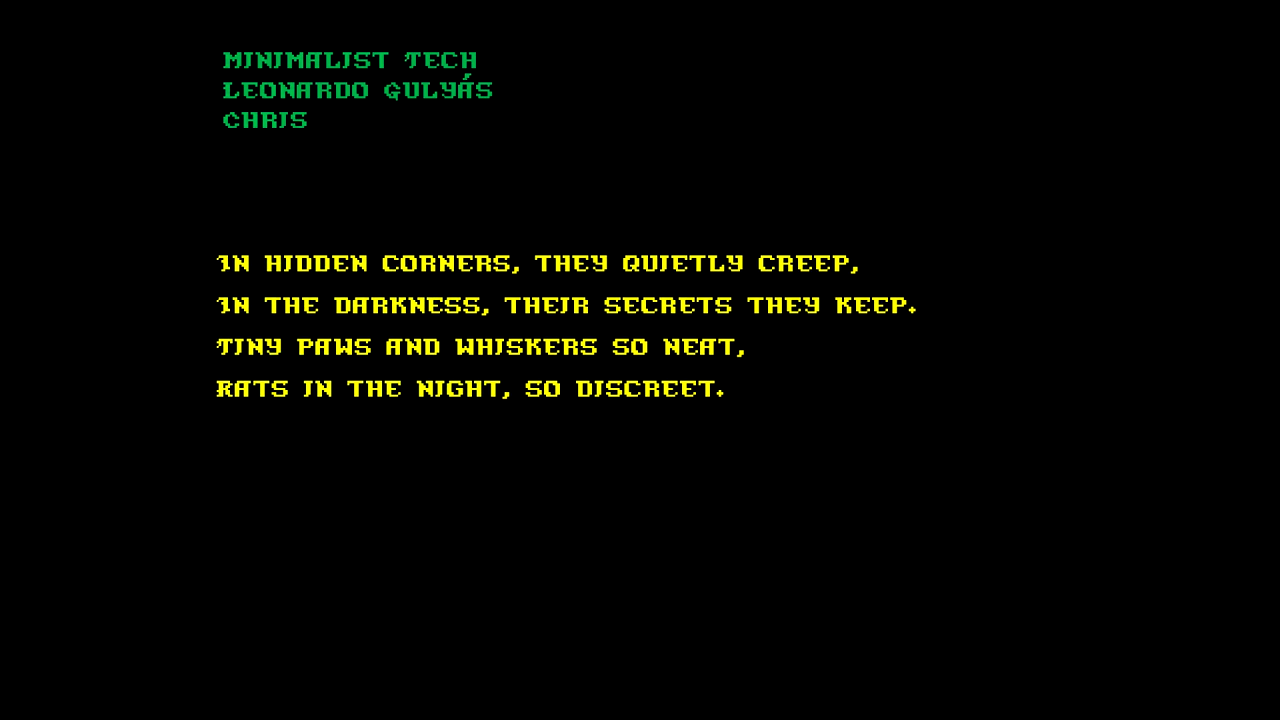 MINIMALIST TECH
LEONARDO GULYÁS
CHRIS
IN HIDDEN CORNERS, THEY QUIETLY CREEP,
IN THE DARKNESS, THEIR SECRETS THEY KEEP.
TINY PAWS AND WHISKERS SO NEAT,
RATS IN THE NIGHT, SO DISCREET.